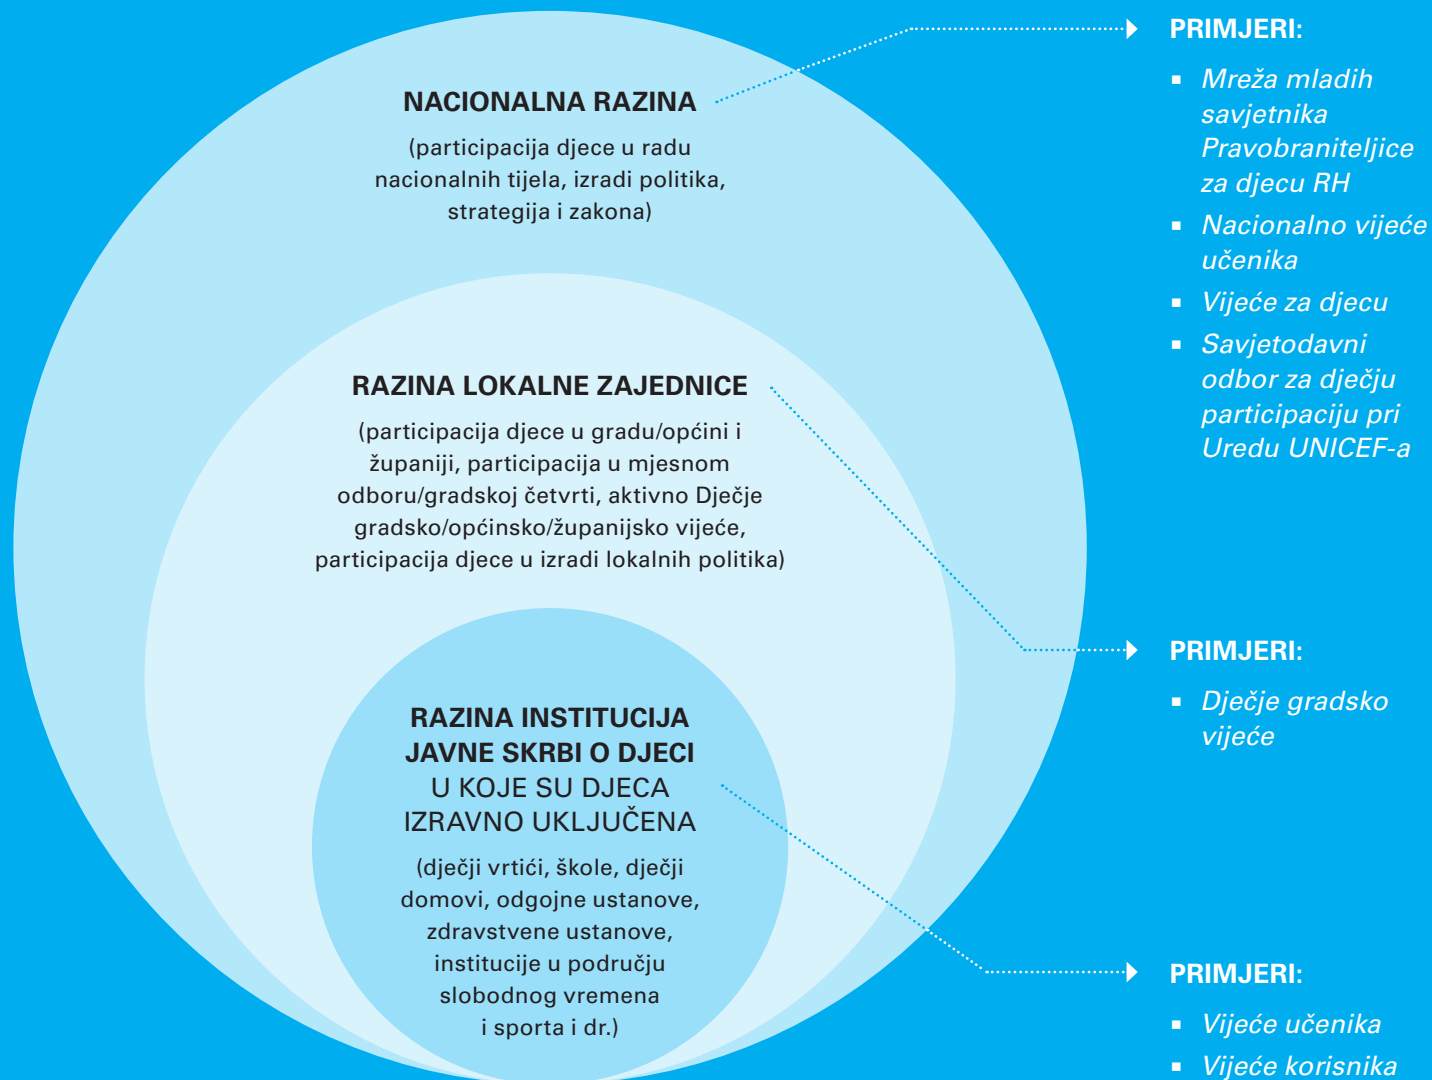 NACIONALNA RAZINA
(participacija djece u radu
nacionalnih tijela, izradi politika,
strategija i zakona)
PRIMJERI:
▪ Mreža mladih
savjetnika
Pravobraniteljice
za djecu RH
▪ Nacionalno vijeće
učenika
▪ Vijeće za djecu
▪ Savjetodavni
odbor za dječju
participaciju pri
Uredu UNICEF-a
RAZINA LOKALNE ZAJEDNICE
(participacija djece u gradu/općini i
županiji, participacija u mjesnom
odboru/gradskoj četvrti, aktivno Dječje
gradsko/općinsko/županijsko vijeće,
participacija djece u izradi lokalnih politika)
PRIMJERI:
▪ Dječje gradsko
vijeće
RAZINA INSTITUCIJA
JAVNE SKRBI O DJECI
U KOJE SU DJECA
IZRAVNO UKLJUČENA
(dječji vrtići, škole, dječji
domovi, odgojne ustanove,
zdravstvene ustanove,
institucije u području
slobodnog vremena
i sporta i dr.)
PRIMJERI:
▪ Vijeće učenika
▪ Vijeće korisnika